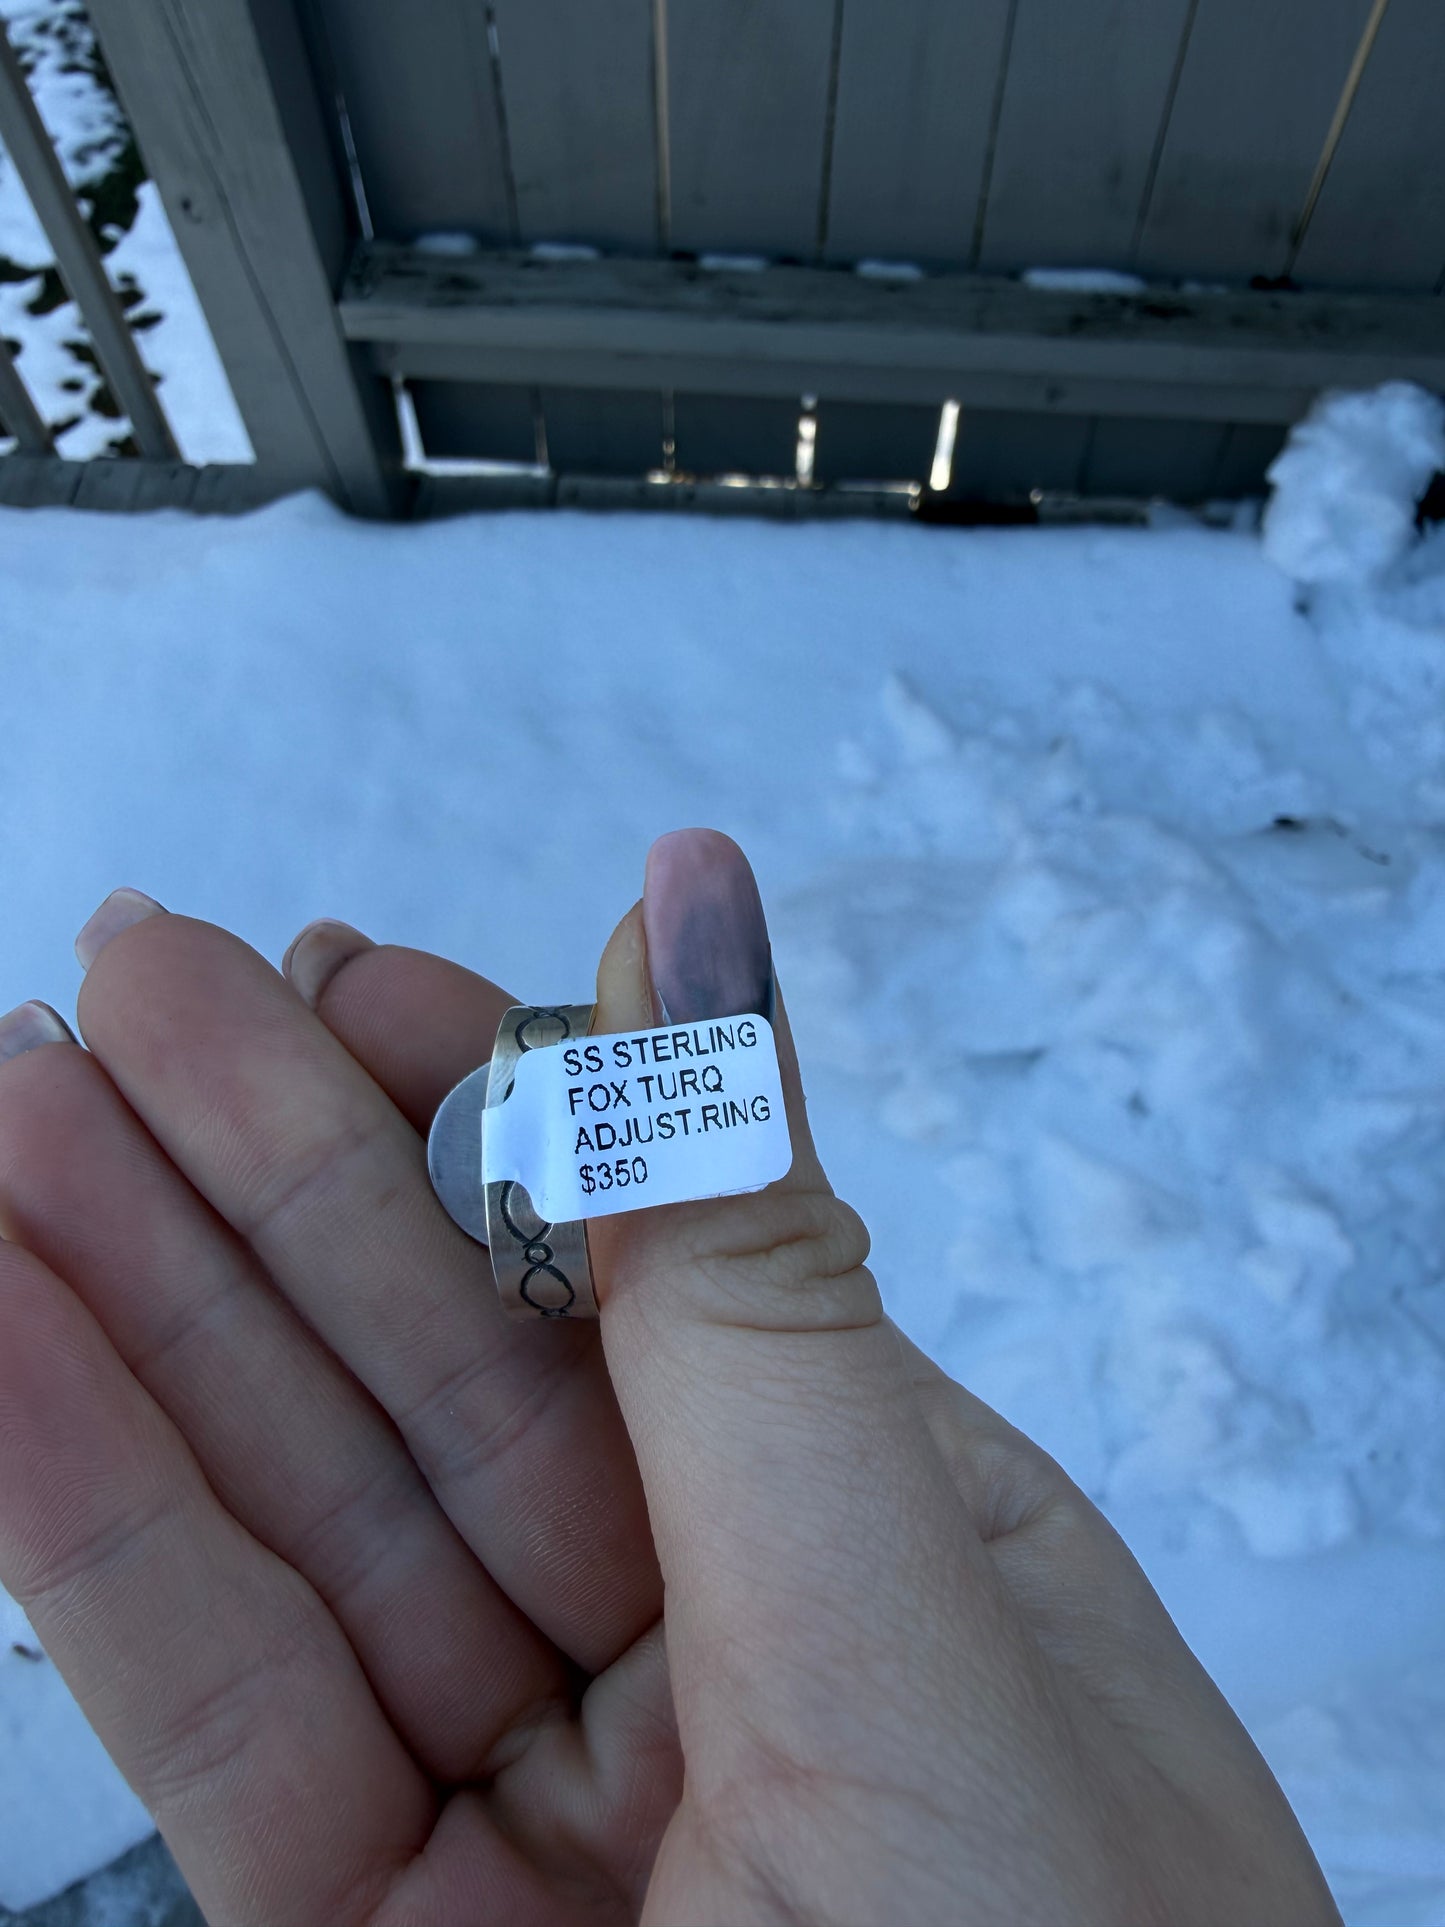 SS STERLING
FOX TURQ
ADJUST.RING
$350